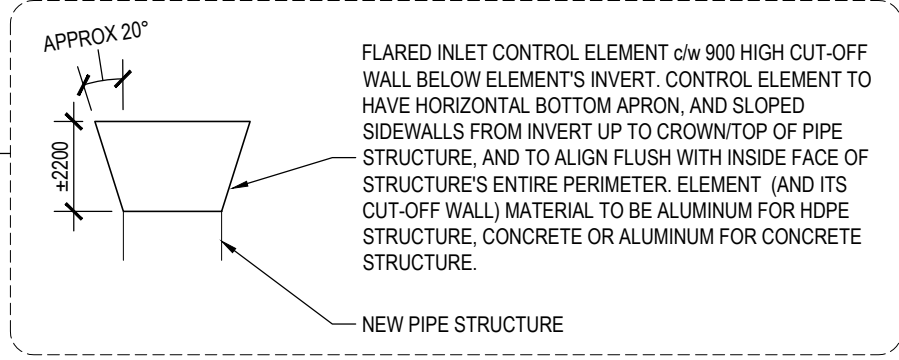 APPROX 20°
±2200
FLARED INLET CONTROL ELEMENT c/w 900 HIGH CUT-OFF
WALL BELOW ELEMENT'S INVERT. CONTROL ELEMENT TO
HAVE HORIZONTAL BOTTOM APRON, AND SLOPED
SIDEWALLS FROM INVERT UP TO CROWN/TOP OF PIPE
STRUCTURE, AND TO ALIGN FLUSH WITH INSIDE FACE OF
STRUCTURE'S ENTIRE PERIMETER. ELEMENT (AND ITS
CUT-OFF WALL) MATERIAL TO BE ALUMINUM FOR HDPE
STRUCTURE, CONCRETE OR ALUMINUM FOR CONCRETE
STRUCTURE.
NEW PIPE STRUCTURE